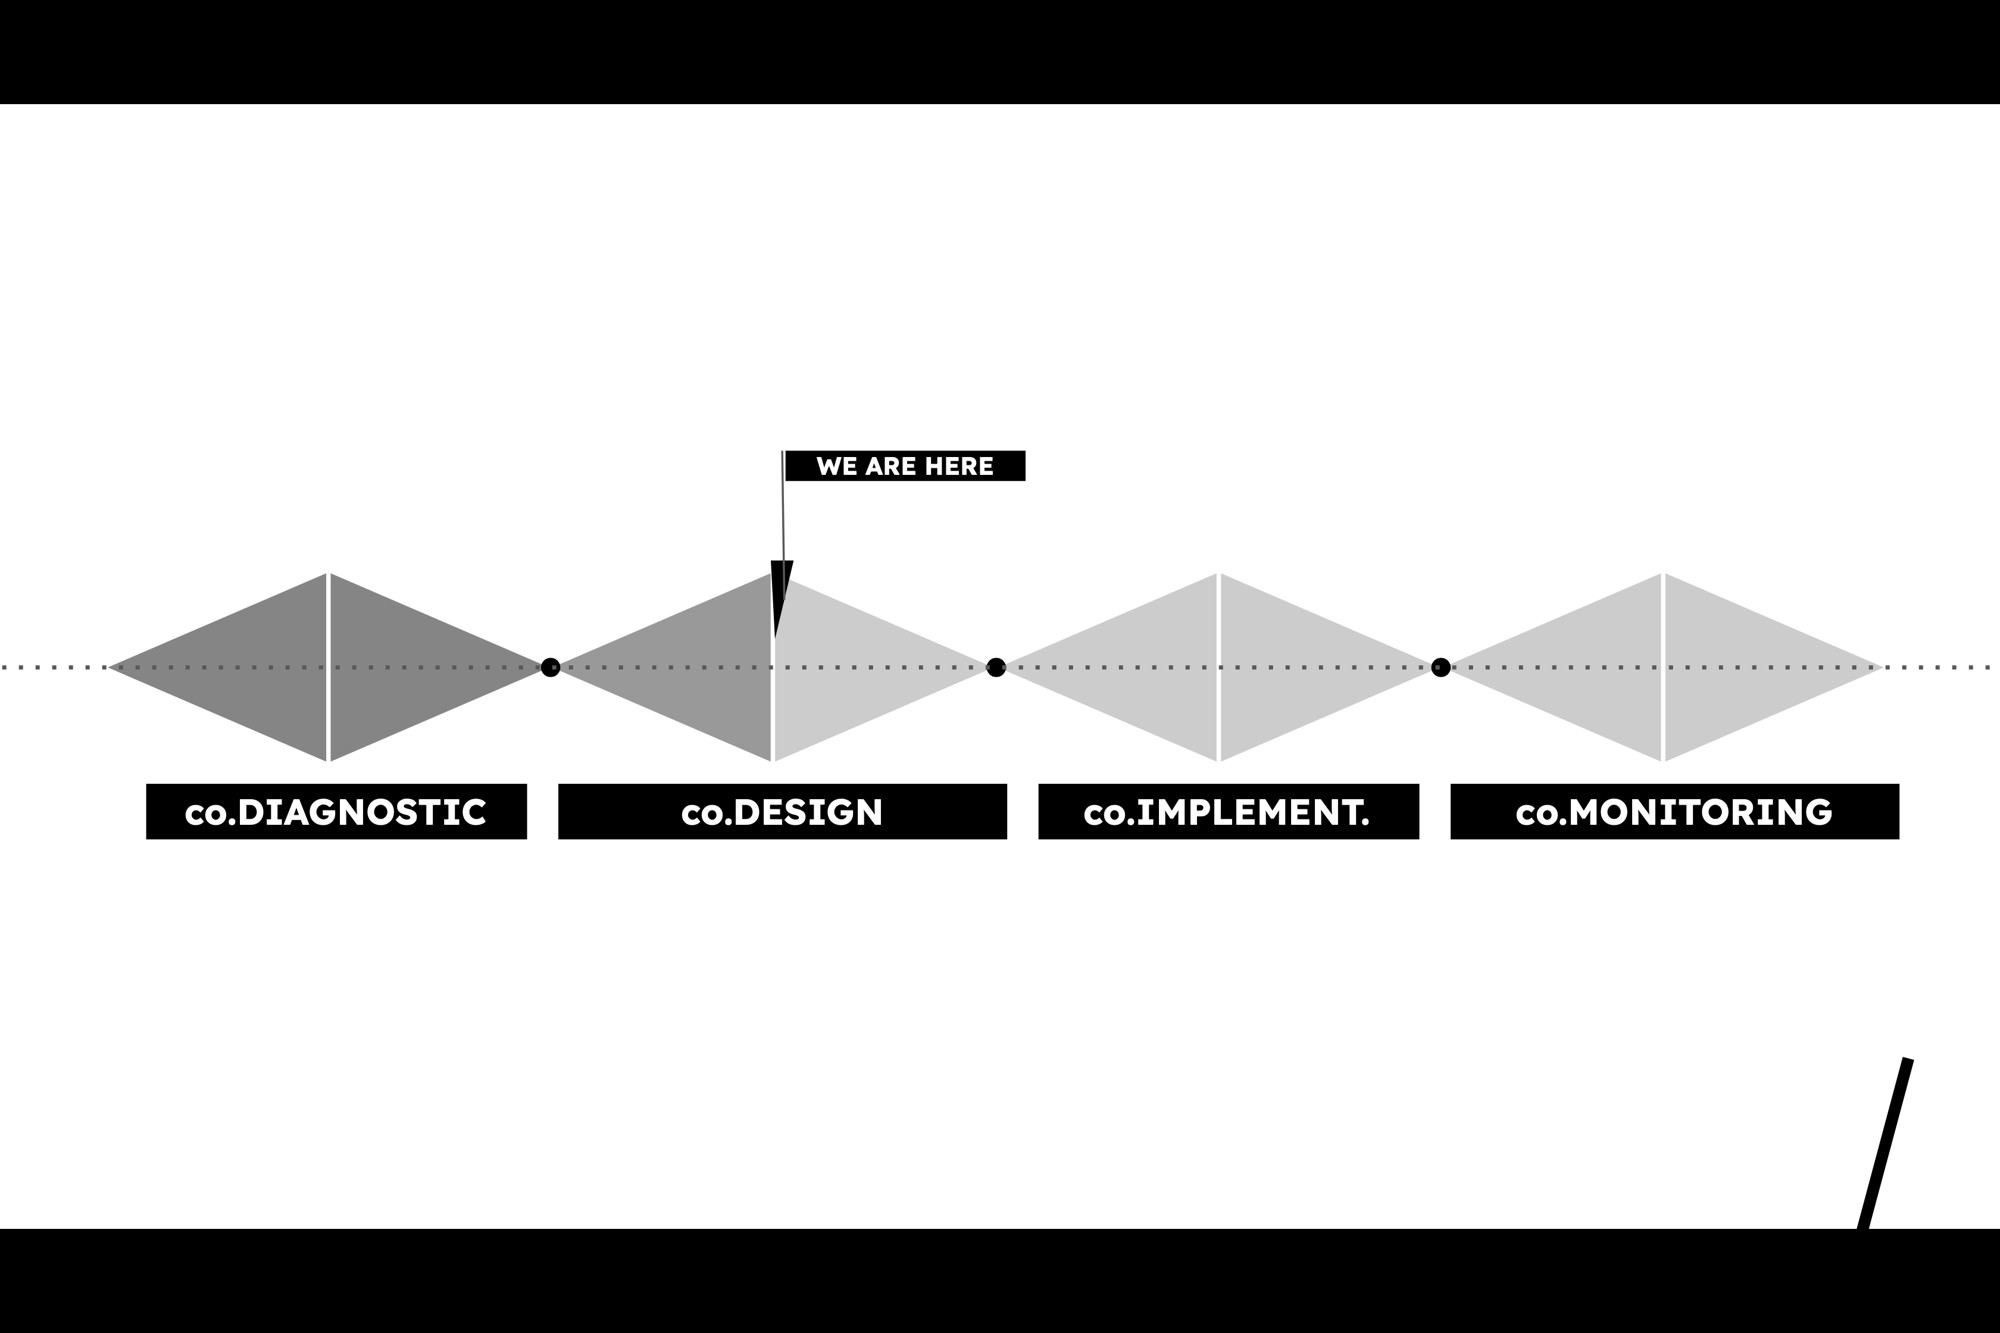 WE ARE HERE
co.DIAGNOSTIC
co.DESIGN
co.IMPLEMENT.
co.MONITORING